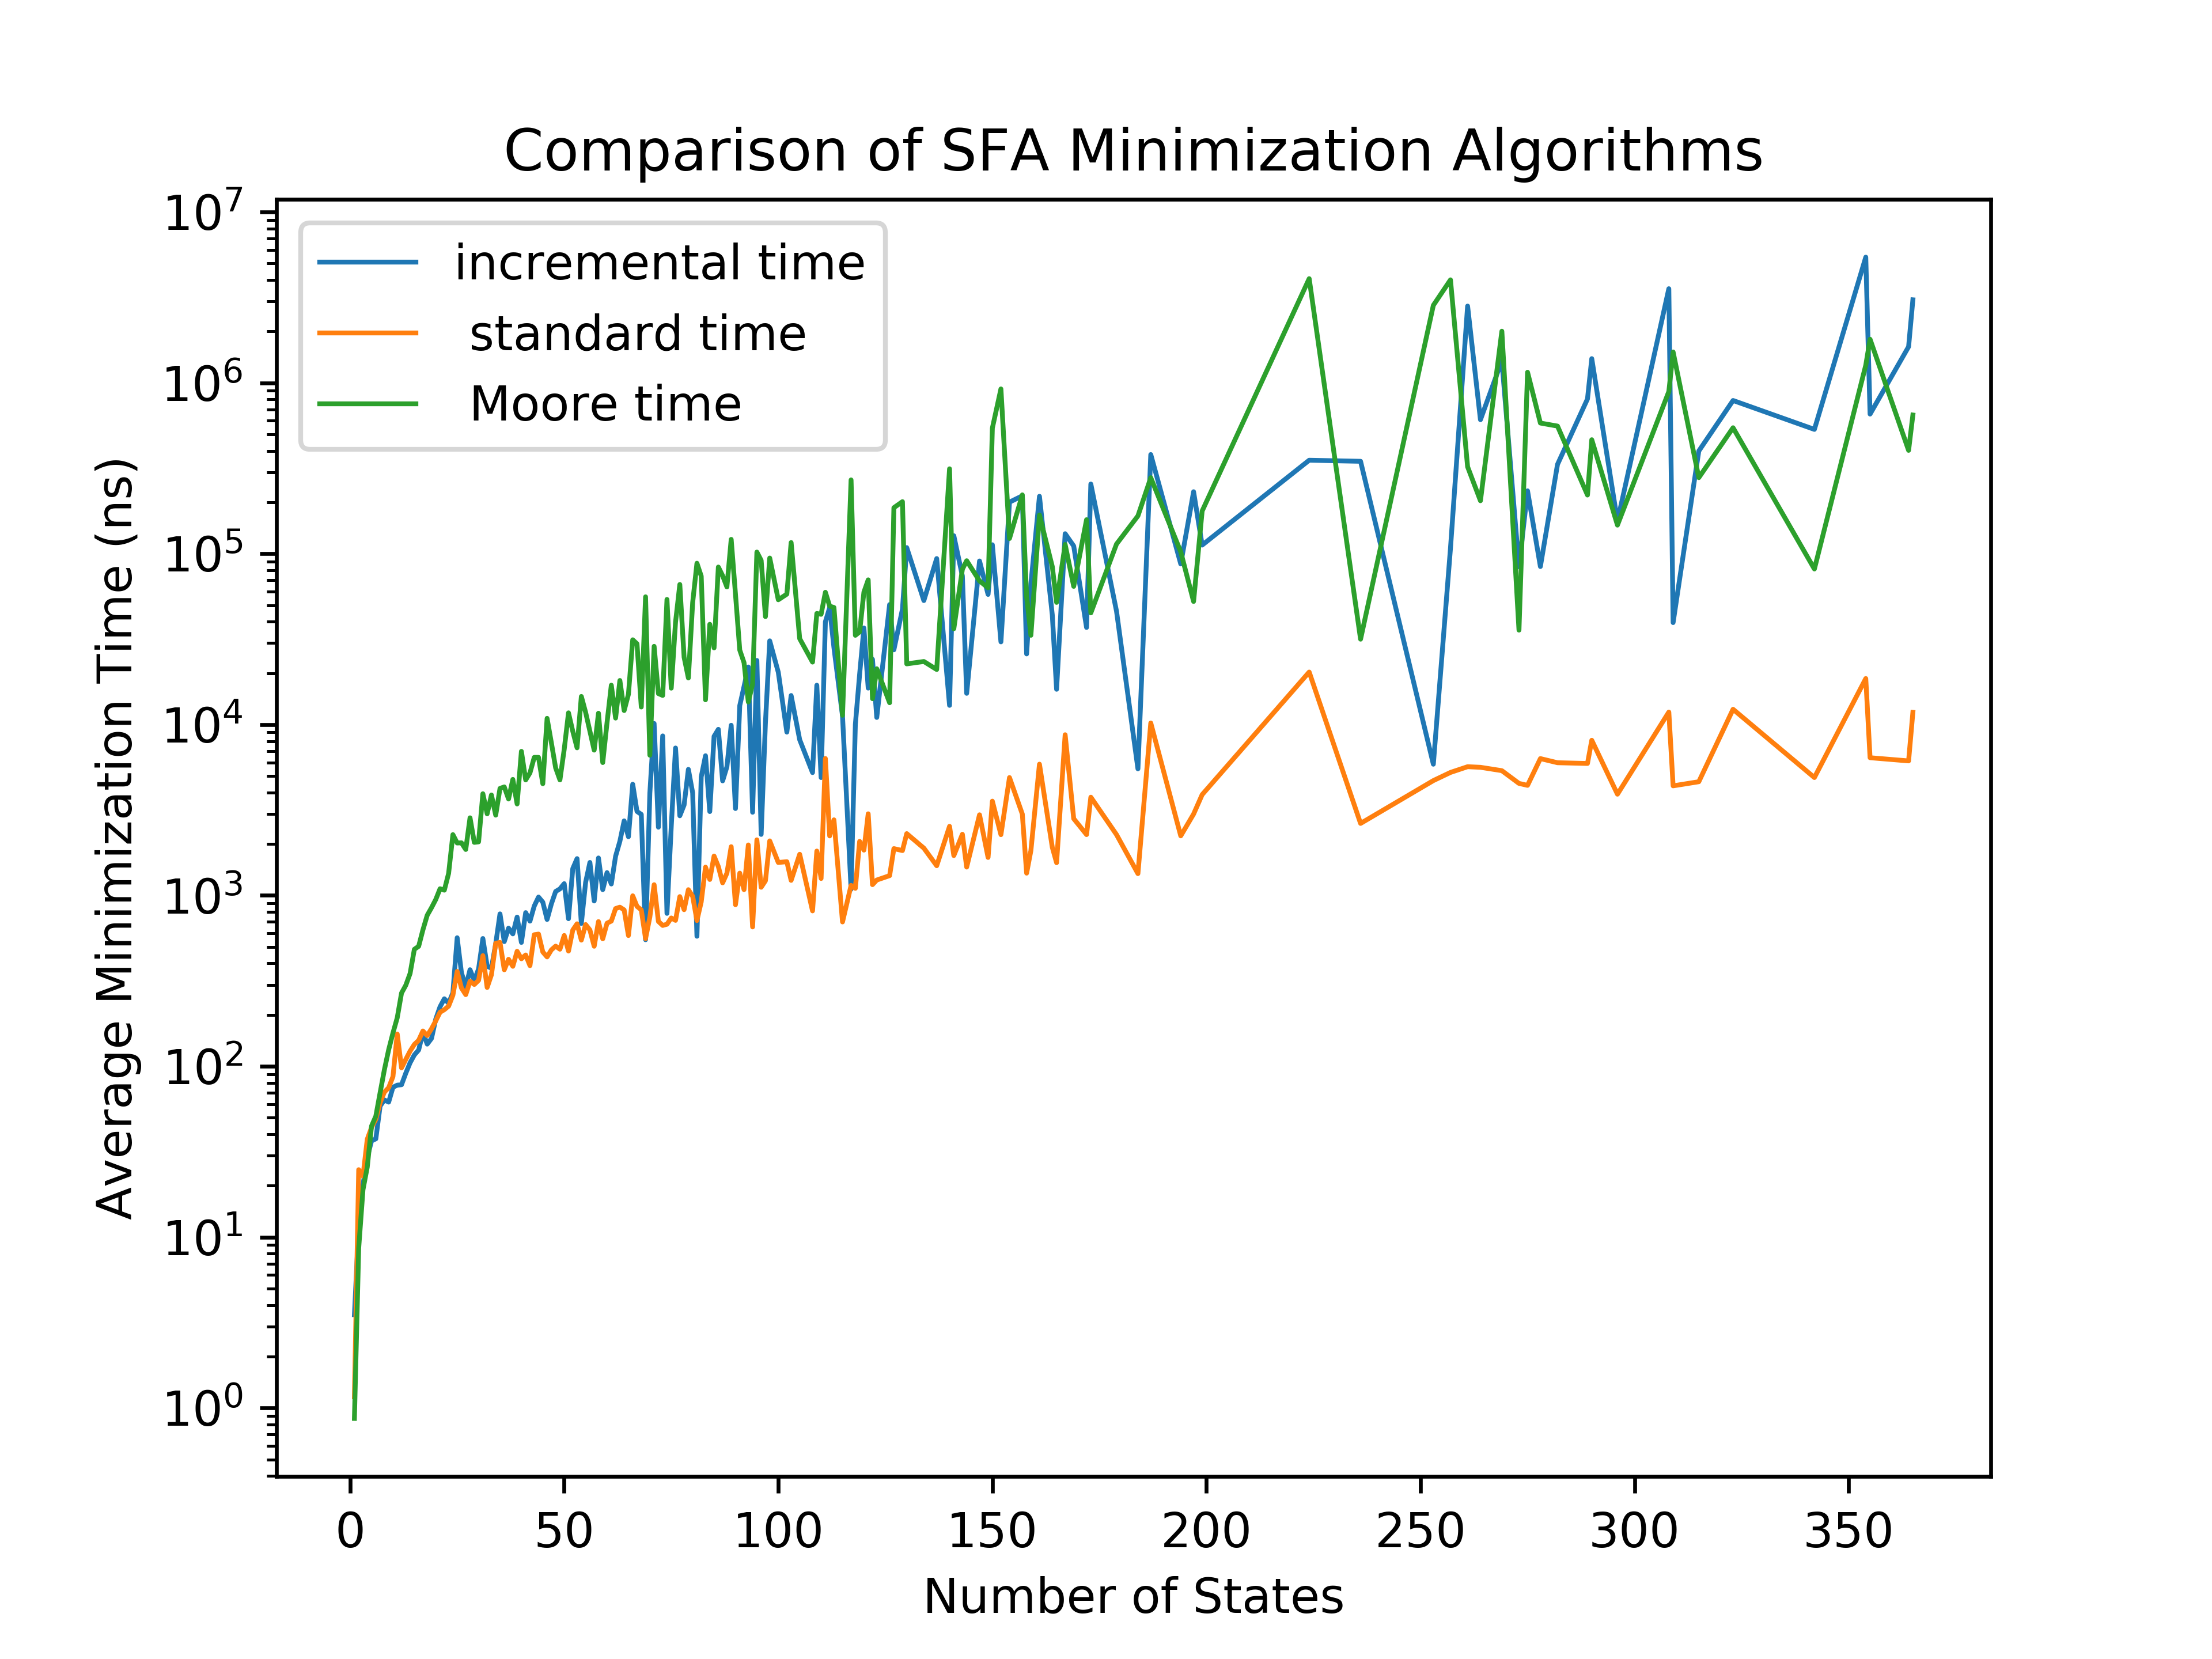 Comparison of SFA Minimization Algorithms
10^7
10^6
10^5
10^4
10^3
10^2
10^1
10^0
Average Minimization Time (ns)
incremental time
standard time
Moore time
0 50 100 150 200 250 300 350
Number of States